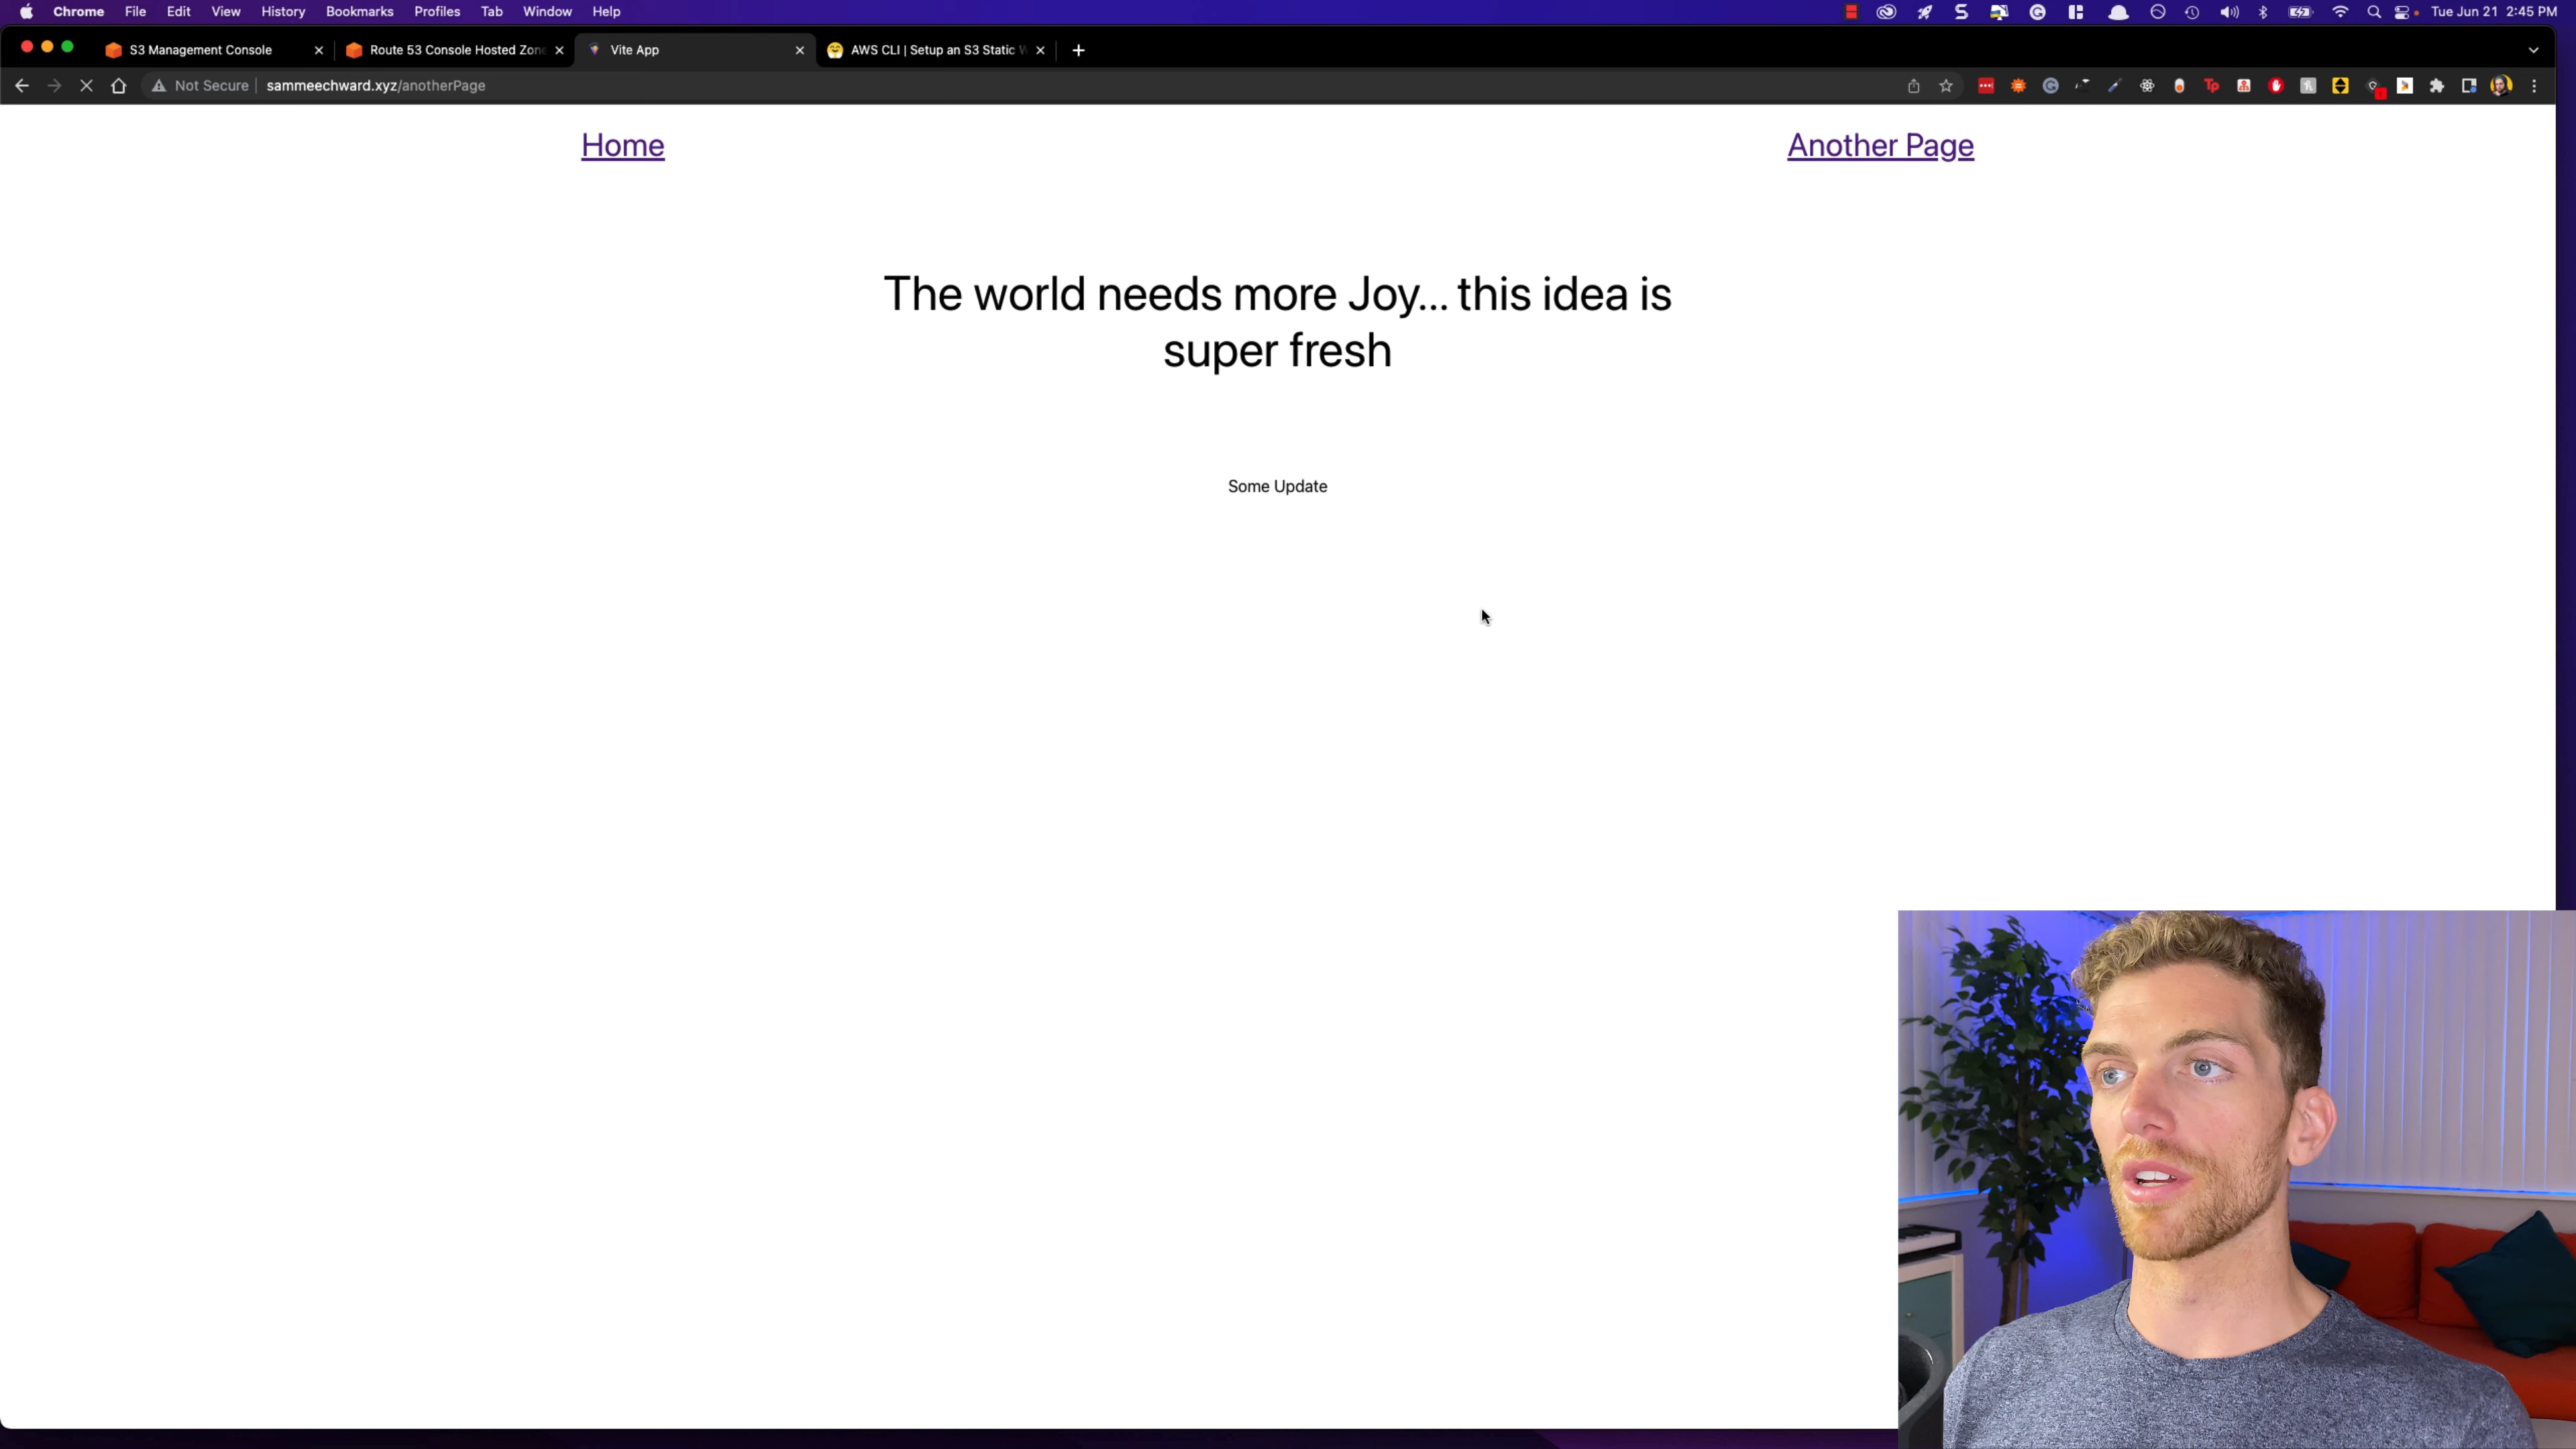 Chrome File Edit View History Bookmarks Profiles Tab Window Help Tue Jun 21 2:45 PM
S3 Management Console Route 53 Console Hosted Zone Vite App AWS CLI | Setup an S3 Static W
Not Secure sammeechward.xyz/anotherPage
Home Another Page
The world needs more Joy... this idea is
super fresh
Some Update